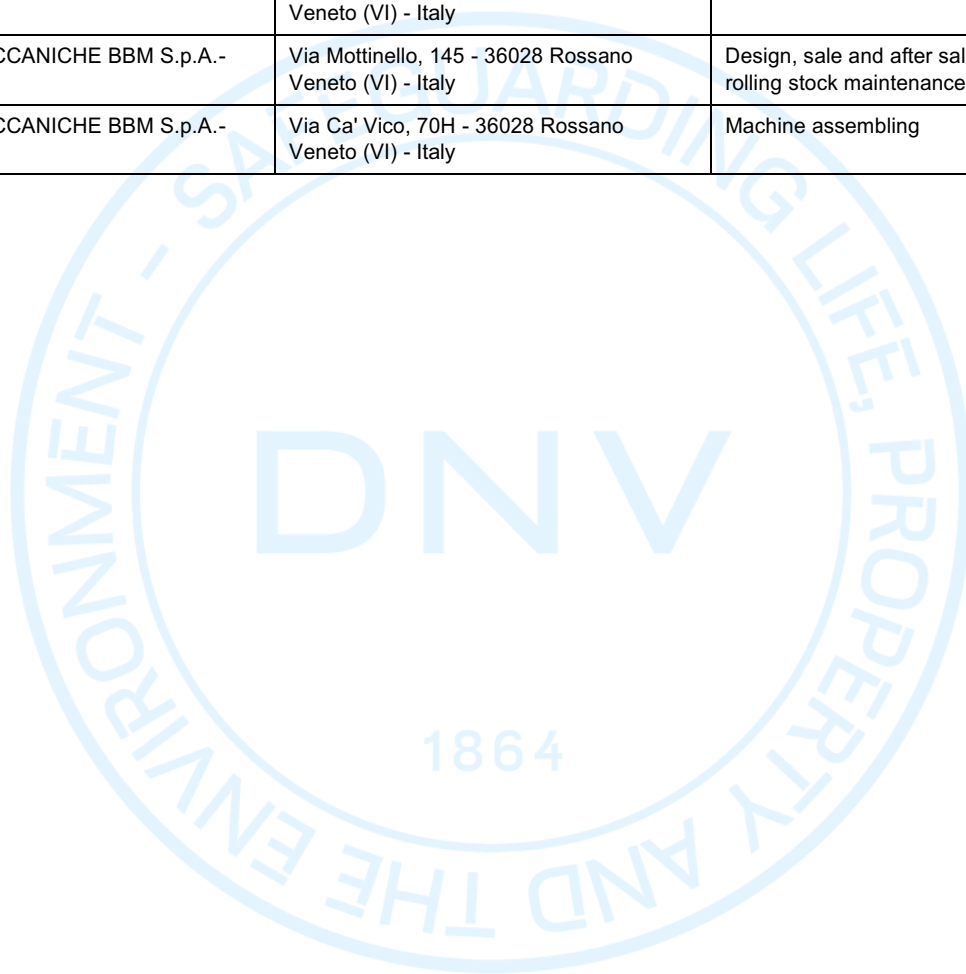 Veneto (VI) - Italy
CCANICHE BBM S.p.A.-
Via Mottinello, 145 - 36028 Rossano
Veneto (VI) - Italy
Design, sale and after sal
rolling stock maintenance
CCANICHE BBM S.p.A.-
Via Ca' Vico, 70H - 36028 Rossano
Veneto (VI) - Italy
Machine assembling
SAFEGUARDING LIFE, PROPERTY AND THE ENVIRONMENT -
DNV
1864